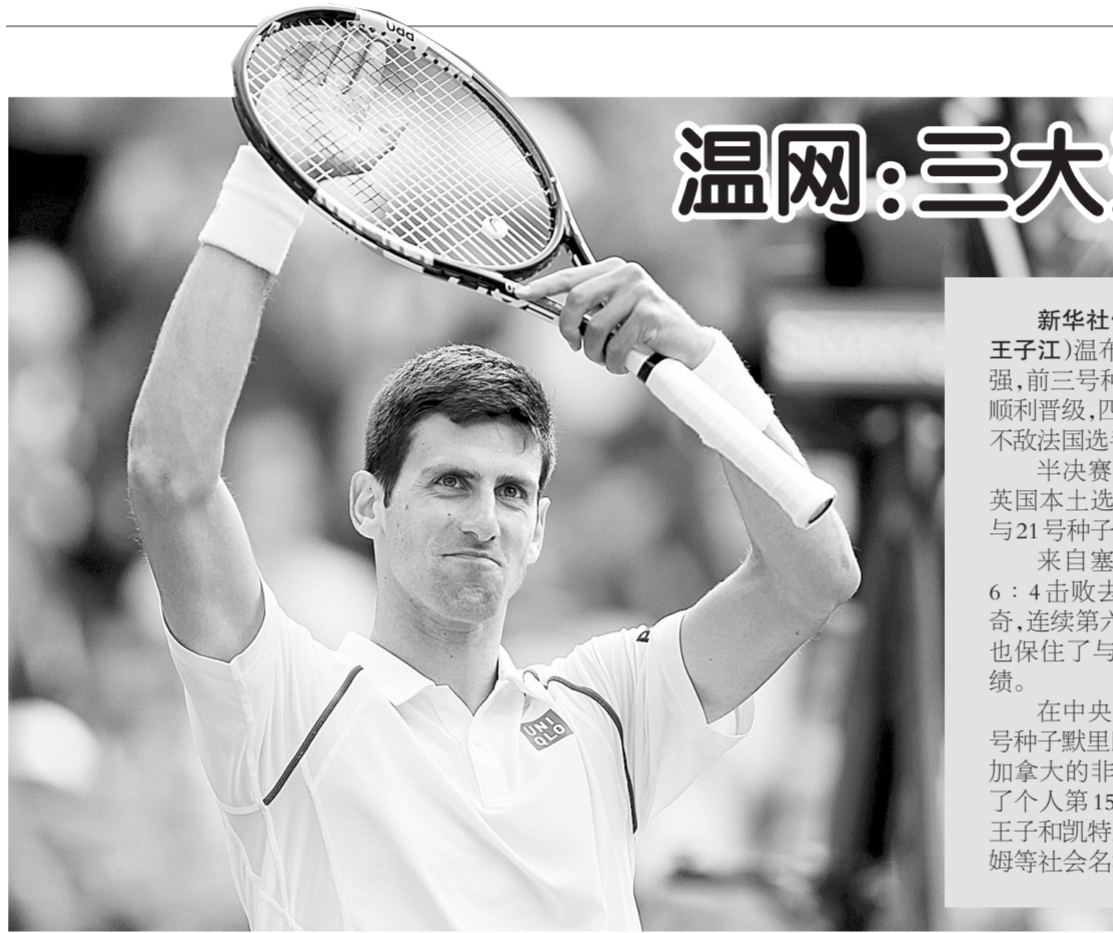 温网:三大
新华社
王子江)温布
强,前三号种
顺利晋级,四
不敌法国选手
半决赛
英国本土选
与21号种子
来自塞
6:4击败去
奇,连续第六
也保住了与
绩。
在中央
号种子默里
加拿大的非
了个人第15
王子和凯特
姆等社会名
UNI
QLO